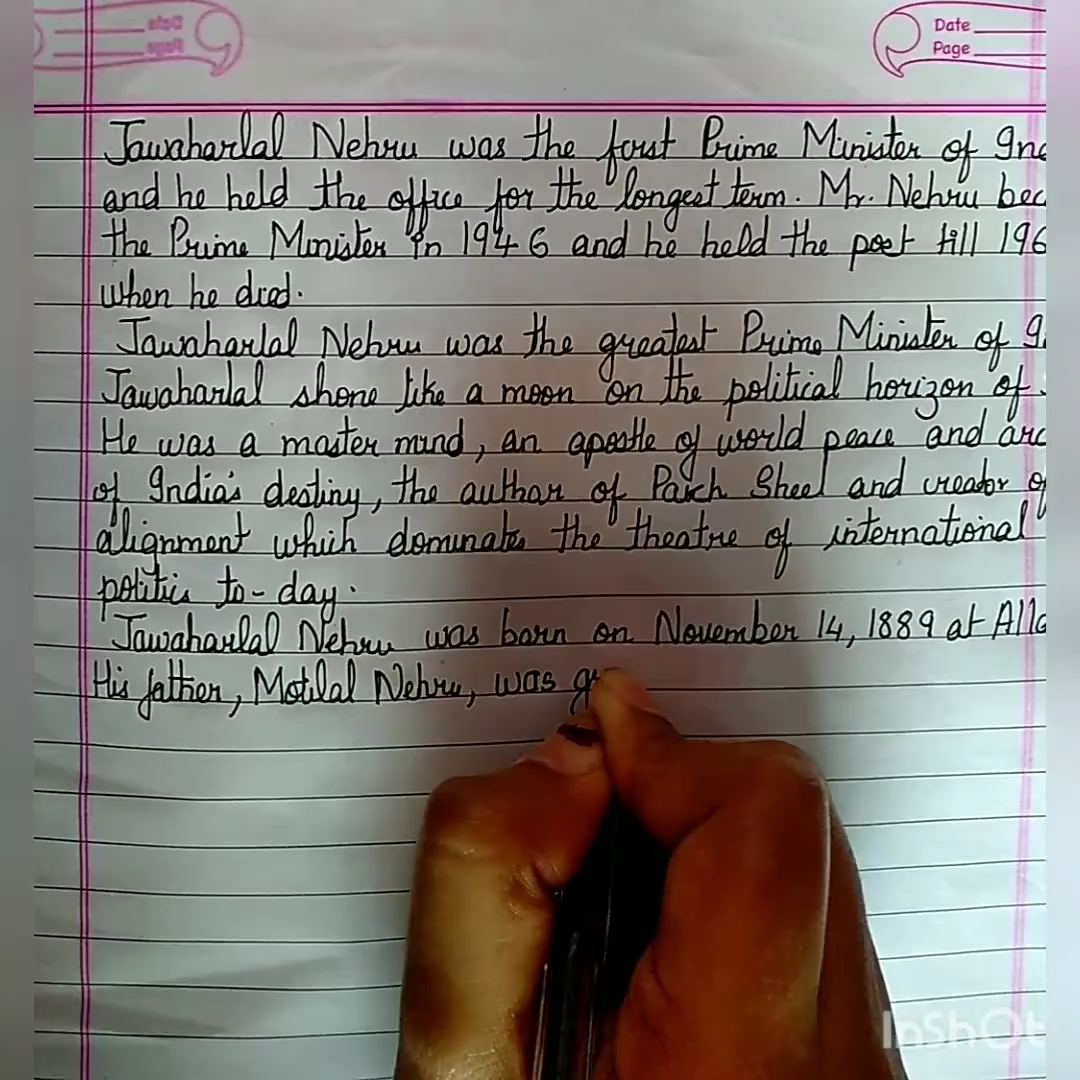 Date
Page
Jawaharlal Nehru was the first Prime Minister of Ind
and he held the office for the longest term. Mr. Nehru bec
the Prime Minister in 1946 and he held the post till 196
when he died.
Jawaharlal Nehru was the greatest Prime Minister of
Jawaharlal shone like a moon on the political horizon of
He was a master mind, an apostle of world peace and arc
of India's destiny, the author of Panch Sheel and creator of
alignment which dominates the theatre of international
politics to-day.
Jawaharlal Nehru was born on November 14, 1889 at Alla
His father, Motilal Nehru, was
InShOt